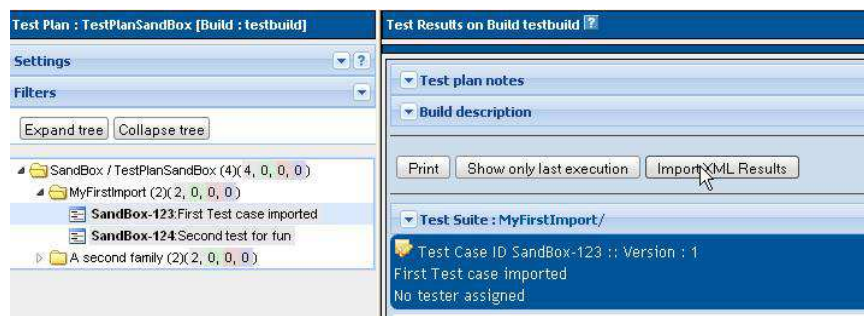 Test Plan : TestPlanSandBox [Build : testbuild]
Settings
?
Filters
Expand tree Collapse tree
SandBox / TestPlanSandBox (4)( 4, 0, 0, 0 )
MyFirstImport (2)( 2, 0, 0, 0 )
SandBox-123:First Test case imported
SandBox-124:Second test for fun
A second family (2)( 2, 0, 0, 0 )
Test Results on Build testbuild ?
Test plan notes
Build description
Print Show only last execution Import XML Results
Test Suite : MyFirstImport/
Test Case ID SandBox-123 :: Version : 1
First Test case imported
No tester assigned